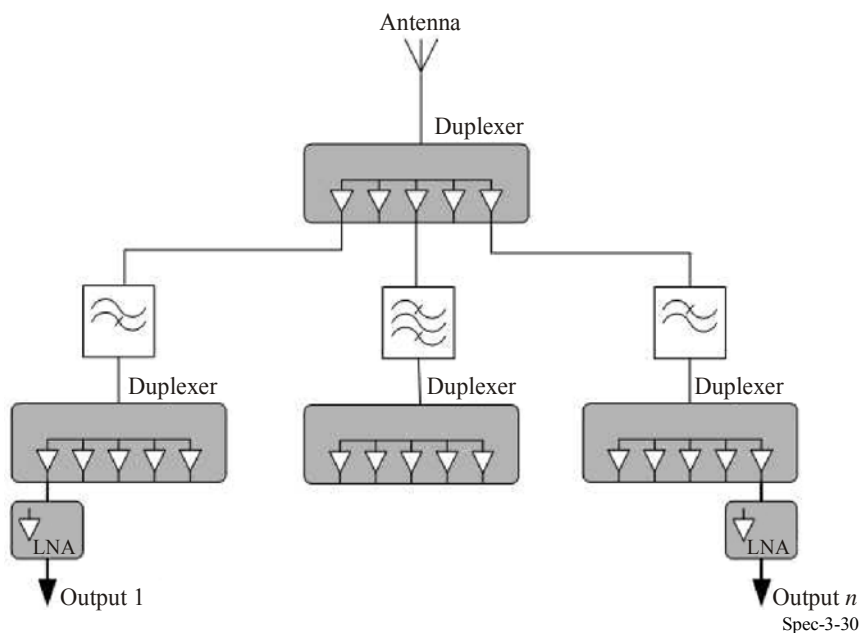 Antenna
Duplexer
Duplexer
Duplexer
Duplexer
LNA
LNA
Output 1
Output n
Spec-3-30